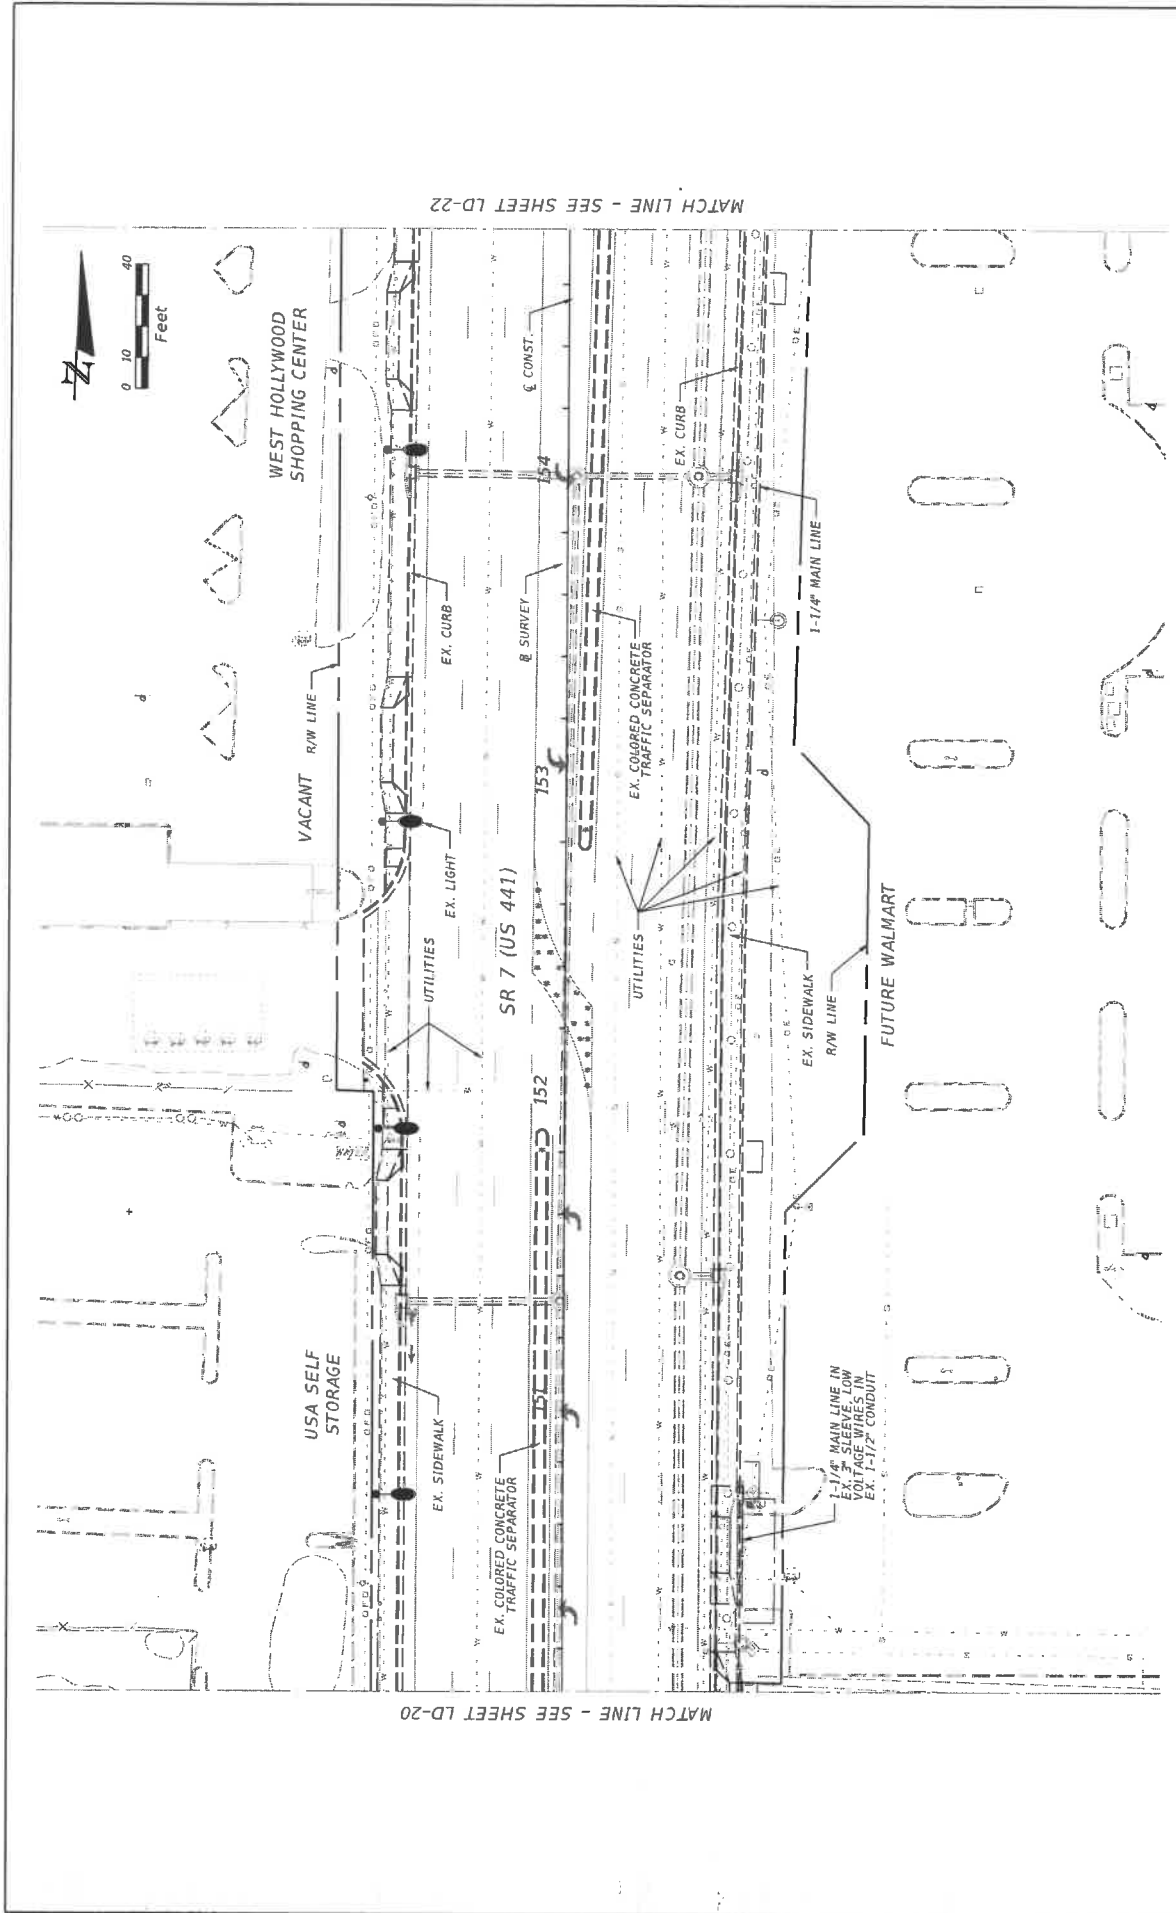 MATCH LINE - SEE SHEET LD-22
N
0 10 40
Feet
WEST HOLLYWOOD
SHOPPING CENTER
R/W LINE
VACANT
EX. CURB
EX. LIGHT
UTILITIES
SR 7 (US 441)
USA SELF
STORAGE
EX. SIDEWALK
EX. COLORED CONCRETE
TRAFFIC SEPARATOR
151
152
153
154
℄ CONST.
B SURVEY
EX. COLORED CONCRETE
TRAFFIC SEPARATOR
EX. CURB
UTILITIES
1-1/4" MAIN LINE
EX. SIDEWALK
R/W LINE
FUTURE WALMART
1-1/4" MAIN LINE IN
EX. 3" SLEEVE, LOW
VOLTAGE WIRES IN
EX. 1-1/2" CONDUIT
MATCH LINE - SEE SHEET LD-20